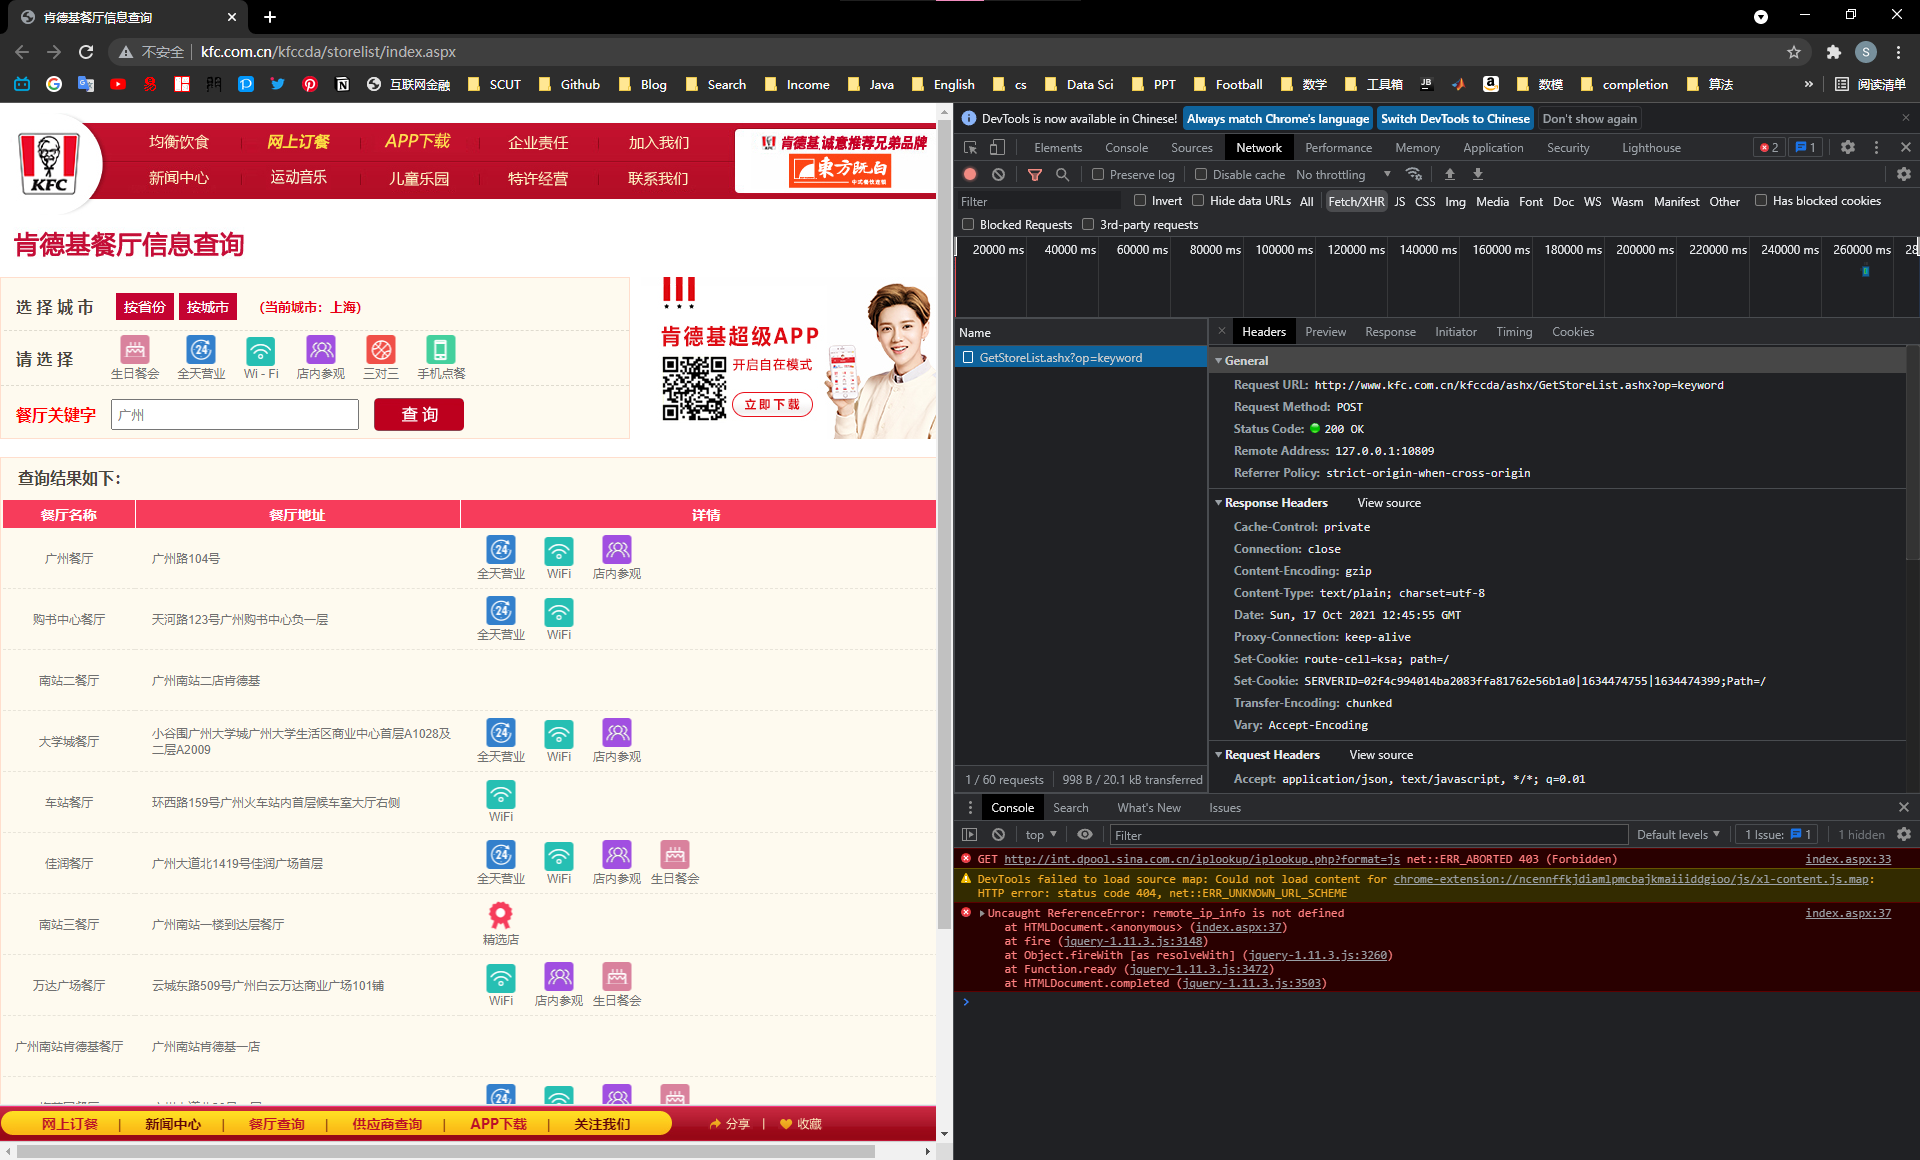 肯德基餐厅信息查询
不安全 kfc.com.cn/kfccda/storelist/index.aspx
互联网金融 SCUT Github Blog Search Income Java English cs Data Sci PPT Football 数学 工具箱 数模 completion 算法 » 阅读清单
均衡饮食 网上订餐 APP下载 企业责任 加入我们
新闻中心 运动音乐 儿童乐园 特许经营 联系我们
KFC
肯德基诚意推荐兄弟品牌
東方既白
肯德基餐厅信息查询
选择城市 按省份 按城市 (当前城市：上海)
请选择 生日餐会 全天营业 Wi-Fi 店内参观 三对三 手机点餐
餐厅关键字 广州 查询
肯德基超级APP
开启自在模式
立即下载
查询结果如下：
餐厅名称 餐厅地址 详情
广州餐厅 广州路104号 全天营业 WiFi 店内参观
购书中心餐厅 天河路123号广州购书中心负一层 全天营业 WiFi
南站二餐厅 广州南站二店肯德基
大学城餐厅 小谷围广州大学城广州大学生活区商业中心首层A1028及二层A2009 全天营业 WiFi 店内参观
车站餐厅 环西路159号广州火车站内首层候车室大厅右侧 WiFi
佳润餐厅 广州大道北1419号佳润广场首层 全天营业 WiFi 店内参观 生日餐会
南站三餐厅 广州南站一楼到达层餐厅 精选店
万达广场餐厅 云城东路509号广州白云万达商业广场101铺 WiFi 店内参观 生日餐会
广州南站肯德基餐厅 广州南站肯德基一店
网上订餐 | 新闻中心 | 餐厅查询 | 供应商查询 | APP下载 | 关注我们 分享 | 收藏
DevTools is now available in Chinese! Always match Chrome's language Switch DevTools to Chinese Don't show again
Elements Console Sources Network Performance Memory Application Security Lighthouse 2 1
Preserve log Disable cache No throttling
Filter Invert Hide data URLs All Fetch/XHR JS CSS Img Media Font Doc WS Wasm Manifest Other Has blocked cookies
Blocked Requests 3rd-party requests
20000 ms 40000 ms 60000 ms 80000 ms 100000 ms 120000 ms 140000 ms 160000 ms 180000 ms 200000 ms 220000 ms 240000 ms 260000 ms 28
Name
GetStoreList.ashx?op=keyword
1 / 60 requests 998 B / 20.1 kB transferred
Headers Preview Response Initiator Timing Cookies
General
Request URL: http://www.kfc.com.cn/kfccda/ashx/GetStoreList.ashx?op=keyword
Request Method: POST
Status Code: 200 OK
Remote Address: 127.0.0.1:10809
Referrer Policy: strict-origin-when-cross-origin
Response Headers View source
Cache-Control: private
Connection: close
Content-Encoding: gzip
Content-Type: text/plain; charset=utf-8
Date: Sun, 17 Oct 2021 12:45:55 GMT
Proxy-Connection: keep-alive
Set-Cookie: route-cell=ksa; path=/
Set-Cookie: SERVERID=02f4c994014ba2083ffa81762e56b1a0|1634474755|1634474399;Path=/
Transfer-Encoding: chunked
Vary: Accept-Encoding
Request Headers View source
Accept: application/json, text/javascript, */*; q=0.01
Console Search What's New Issues
top Filter Default levels 1 Issue: 1 1 hidden
GET http://int.dpool.sina.com.cn/iplookup/iplookup.php?format=js net::ERR_ABORTED 403 (Forbidden) index.aspx:33
DevTools failed to load source map: Could not load content for chrome-extension://ncennffkjdiamlpmcbajkmaiiiddgioo/js/xl-content.js.map:
HTTP error: status code 404, net::ERR_UNKNOWN_URL_SCHEME
Uncaught ReferenceError: remote_ip_info is not defined index.aspx:37
at HTMLDocument.<anonymous> (index.aspx:37)
at fire (jquery-1.11.3.js:3148)
at Object.fireWith [as resolveWith] (jquery-1.11.3.js:3260)
at Function.ready (jquery-1.11.3.js:3472)
at HTMLDocument.completed (jquery-1.11.3.js:3503)